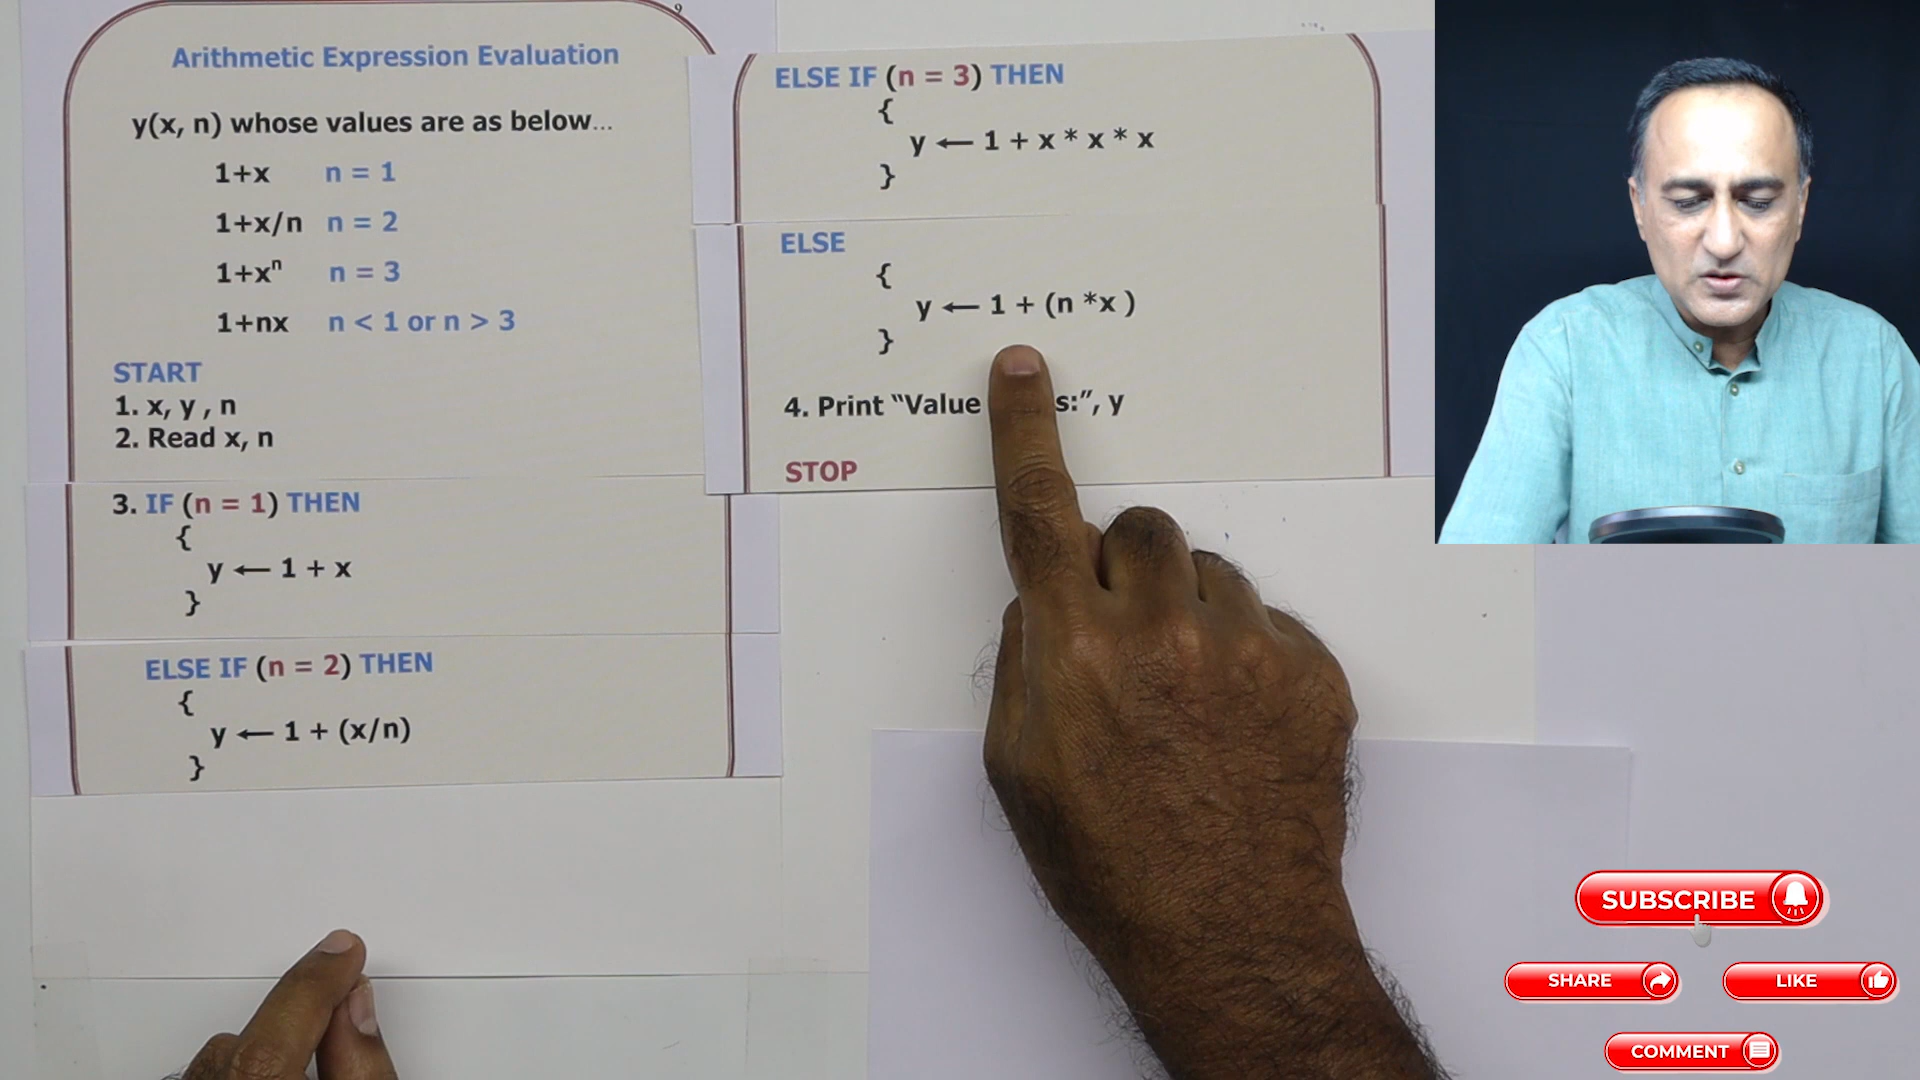 9
Arithmetic Expression Evaluation
y(x, n) whose values are as below...
1+x n = 1
1+x/n n = 2
1+xⁿ n = 3
1+nx n < 1 or n > 3
START
1. x, y , n
2. Read x, n
3. IF (n = 1) THEN
{
y ← 1 + x
}
ELSE IF (n = 2) THEN
{
y ← 1 + (x/n)
}
ELSE IF (n = 3) THEN
{
y ← 1 + x * x * x
}
ELSE
{
y ← 1 + (n *x )
}
4. Print “Value s:”, y
STOP
SUBSCRIBE
SHARE
LIKE
COMMENT